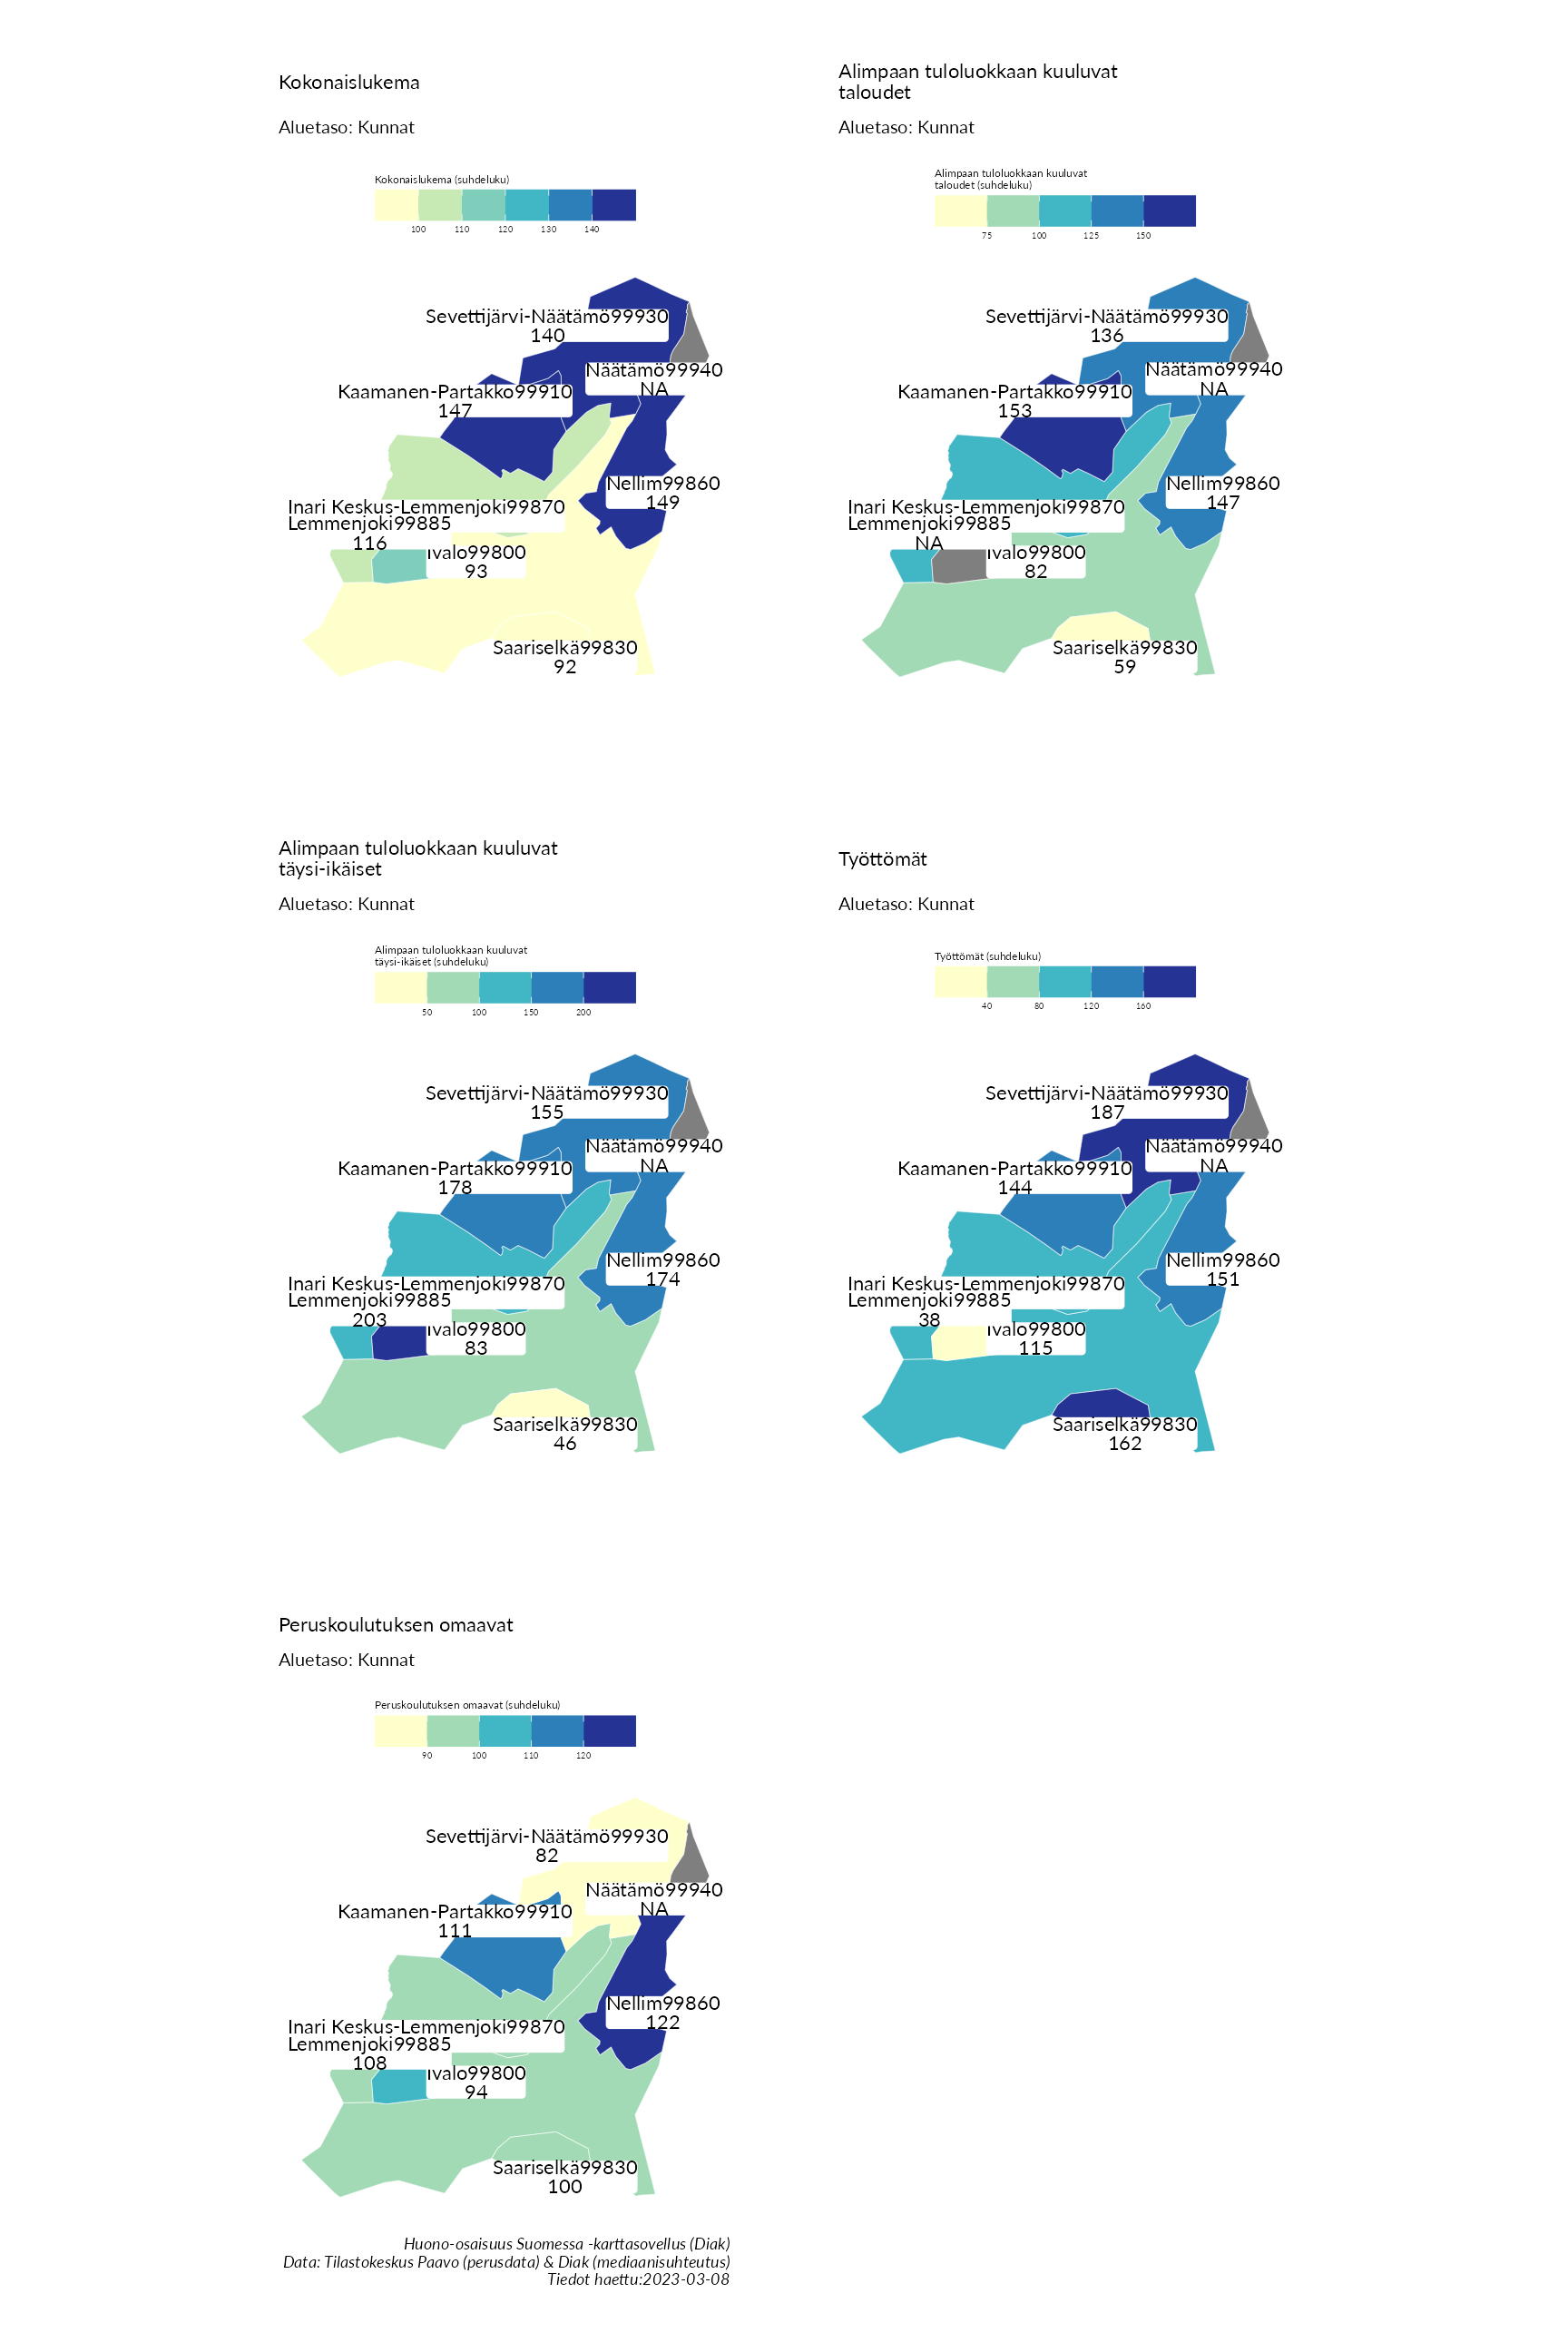 Kokonaislukema
Aluetaso: Kunnat
Kokonaislukema (suhdeluku)
100 110 120 130 140
Sevettijärvi-Näätämö99930
140
Näätämö99940
NA
Kaamanen-Partakko99910
147
Nellim99860
149
Inari Keskus-Lemmenjoki99870
Lemmenjoki99885
116
Ivalo99800
93
Saariselkä99830
92
Alimpaan tuloluokkaan kuuluvat
taloudet
Aluetaso: Kunnat
Alimpaan tuloluokkaan kuuluvat
taloudet (suhdeluku)
75 100 125 150
Sevettijärvi-Näätämö99930
136
Näätämö99940
NA
Kaamanen-Partakko99910
153
Nellim99860
147
Inari Keskus-Lemmenjoki99870
Lemmenjoki99885
NA
Ivalo99800
82
Saariselkä99830
59
Alimpaan tuloluokkaan kuuluvat
täysi-ikäiset
Aluetaso: Kunnat
Alimpaan tuloluokkaan kuuluvat
täysi-ikäiset (suhdeluku)
50 100 150 200
Sevettijärvi-Näätämö99930
155
Näätämö99940
NA
Kaamanen-Partakko99910
178
Nellim99860
174
Inari Keskus-Lemmenjoki99870
Lemmenjoki99885
203
Ivalo99800
83
Saariselkä99830
46
Työttömät
Aluetaso: Kunnat
Työttömät (suhdeluku)
40 80 120 160
Sevettijärvi-Näätämö99930
187
Näätämö99940
NA
Kaamanen-Partakko99910
144
Nellim99860
151
Inari Keskus-Lemmenjoki99870
Lemmenjoki99885
38
Ivalo99800
115
Saariselkä99830
162
Peruskoulutuksen omaavat
Aluetaso: Kunnat
Peruskoulutuksen omaavat (suhdeluku)
90 100 110 120
Sevettijärvi-Näätämö99930
82
Näätämö99940
NA
Kaamanen-Partakko99910
111
Nellim99860
122
Inari Keskus-Lemmenjoki99870
Lemmenjoki99885
108
Ivalo99800
94
Saariselkä99830
100
Huono-osaisuus Suomessa -karttasovellus (Diak)
Data: Tilastokeskus Paavo (perusdata) & Diak (mediaanisuhteutus)
Tiedot haettu:2023-03-08